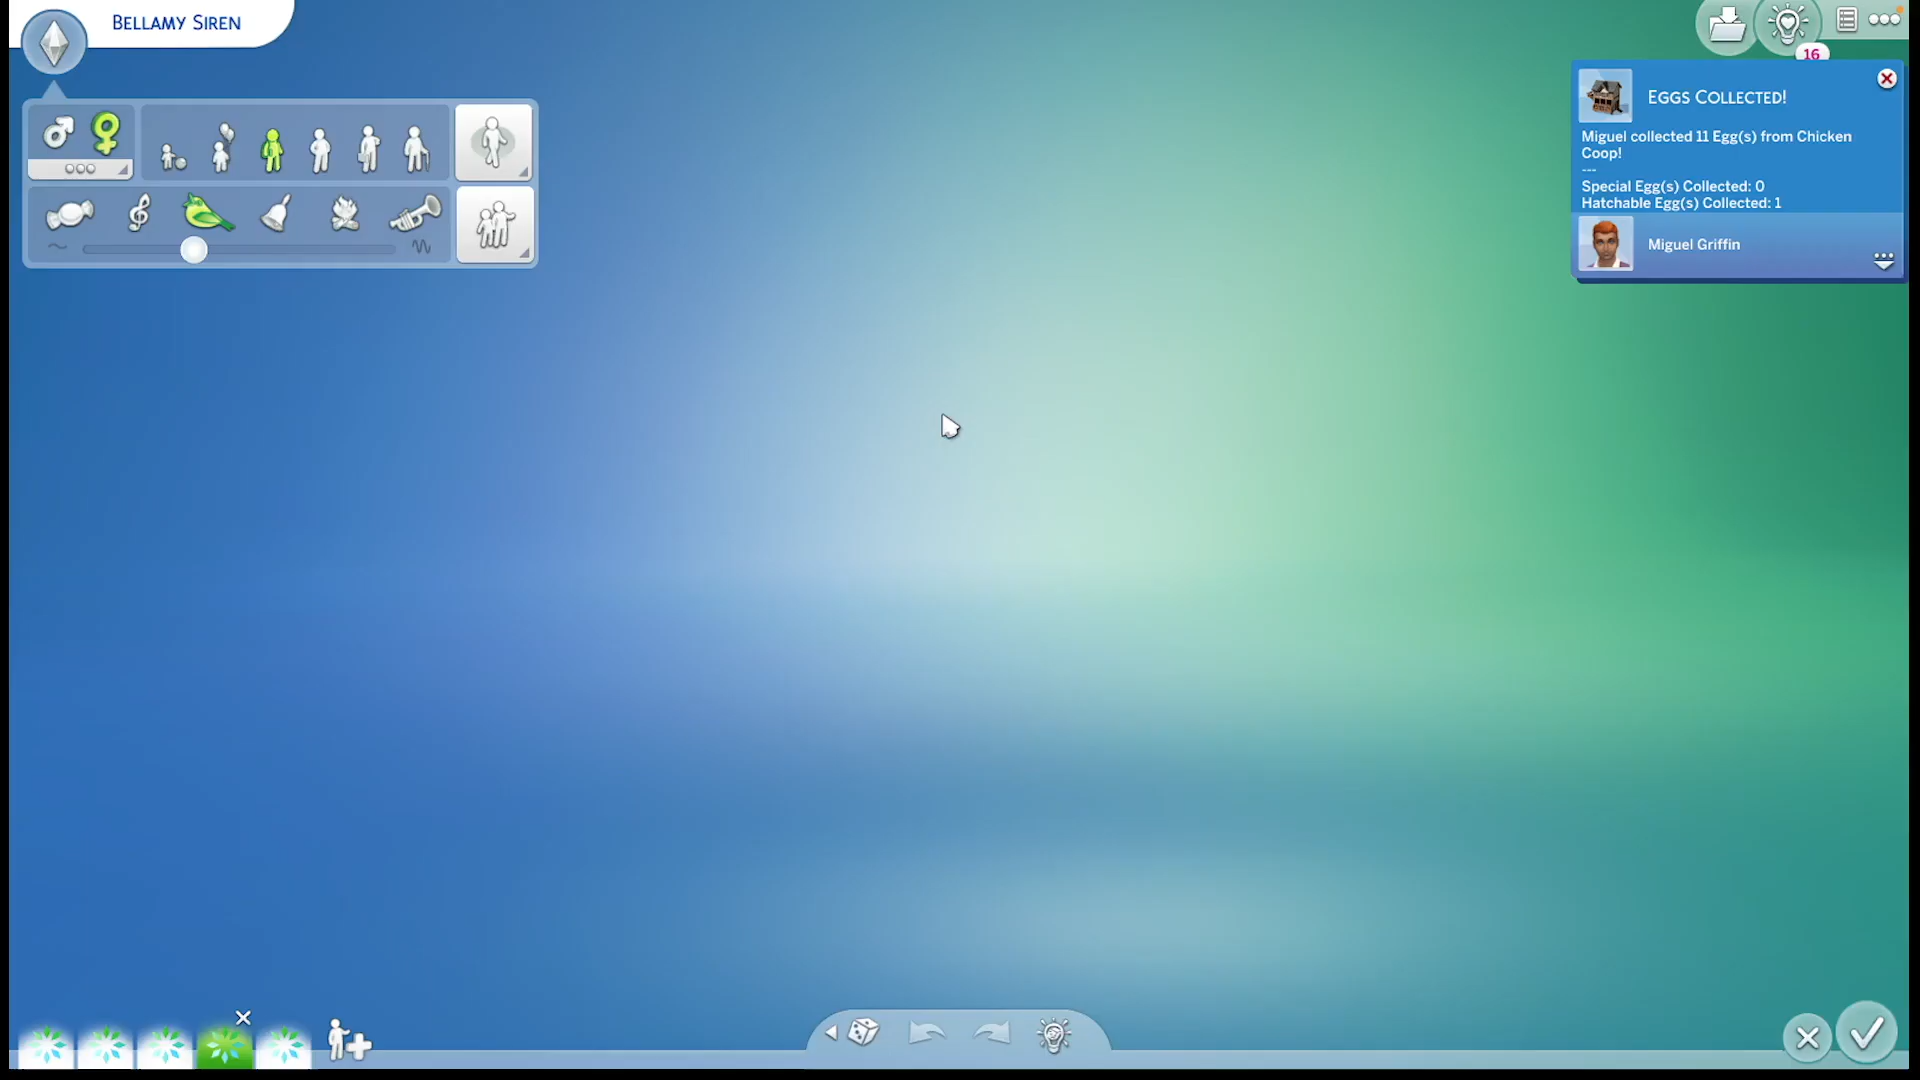 BELLAMY SIREN
16
EGGS COLLECTED!
Miguel collected 11 Egg(s) from Chicken
Coop!
---
Special Egg(s) Collected: 0
Hatchable Egg(s) Collected: 1
Miguel Griffin